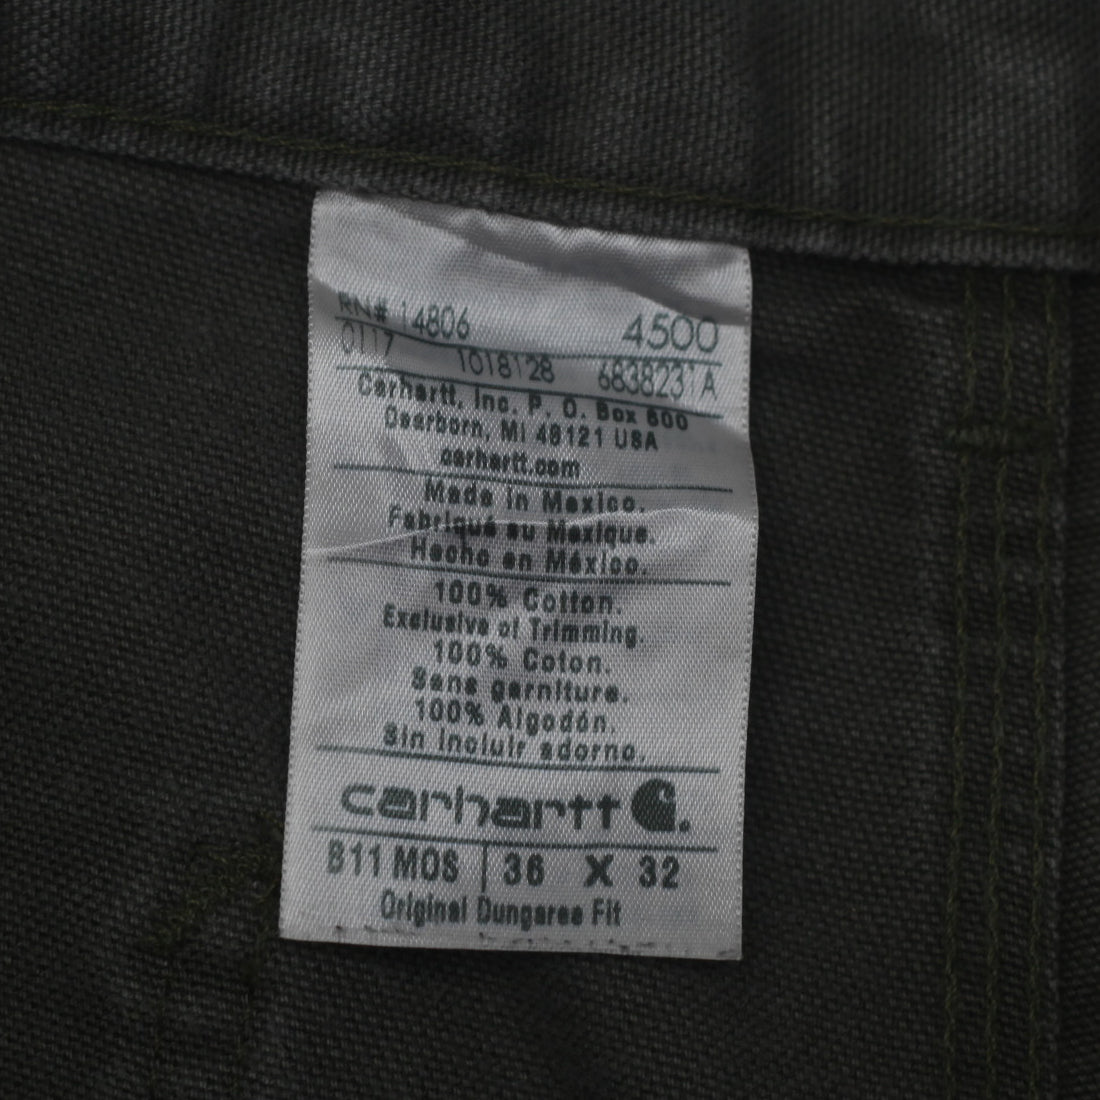 RN# 14806 4500
0117 1018128 6838231A
Carhartt, Inc. P. O. Box 600
Dearborn, MI 48121 USA
carhartt.com
Made in Mexico.
Fabriqué au Mexique.
Hecho en México.
100% Cotton.
Exclusive of Trimming.
100% Coton.
Sans garniture.
100% Algodón.
Sin incluir adorno.
carhartt
B11 MOS | 36 X 32
Original Dungaree Fit